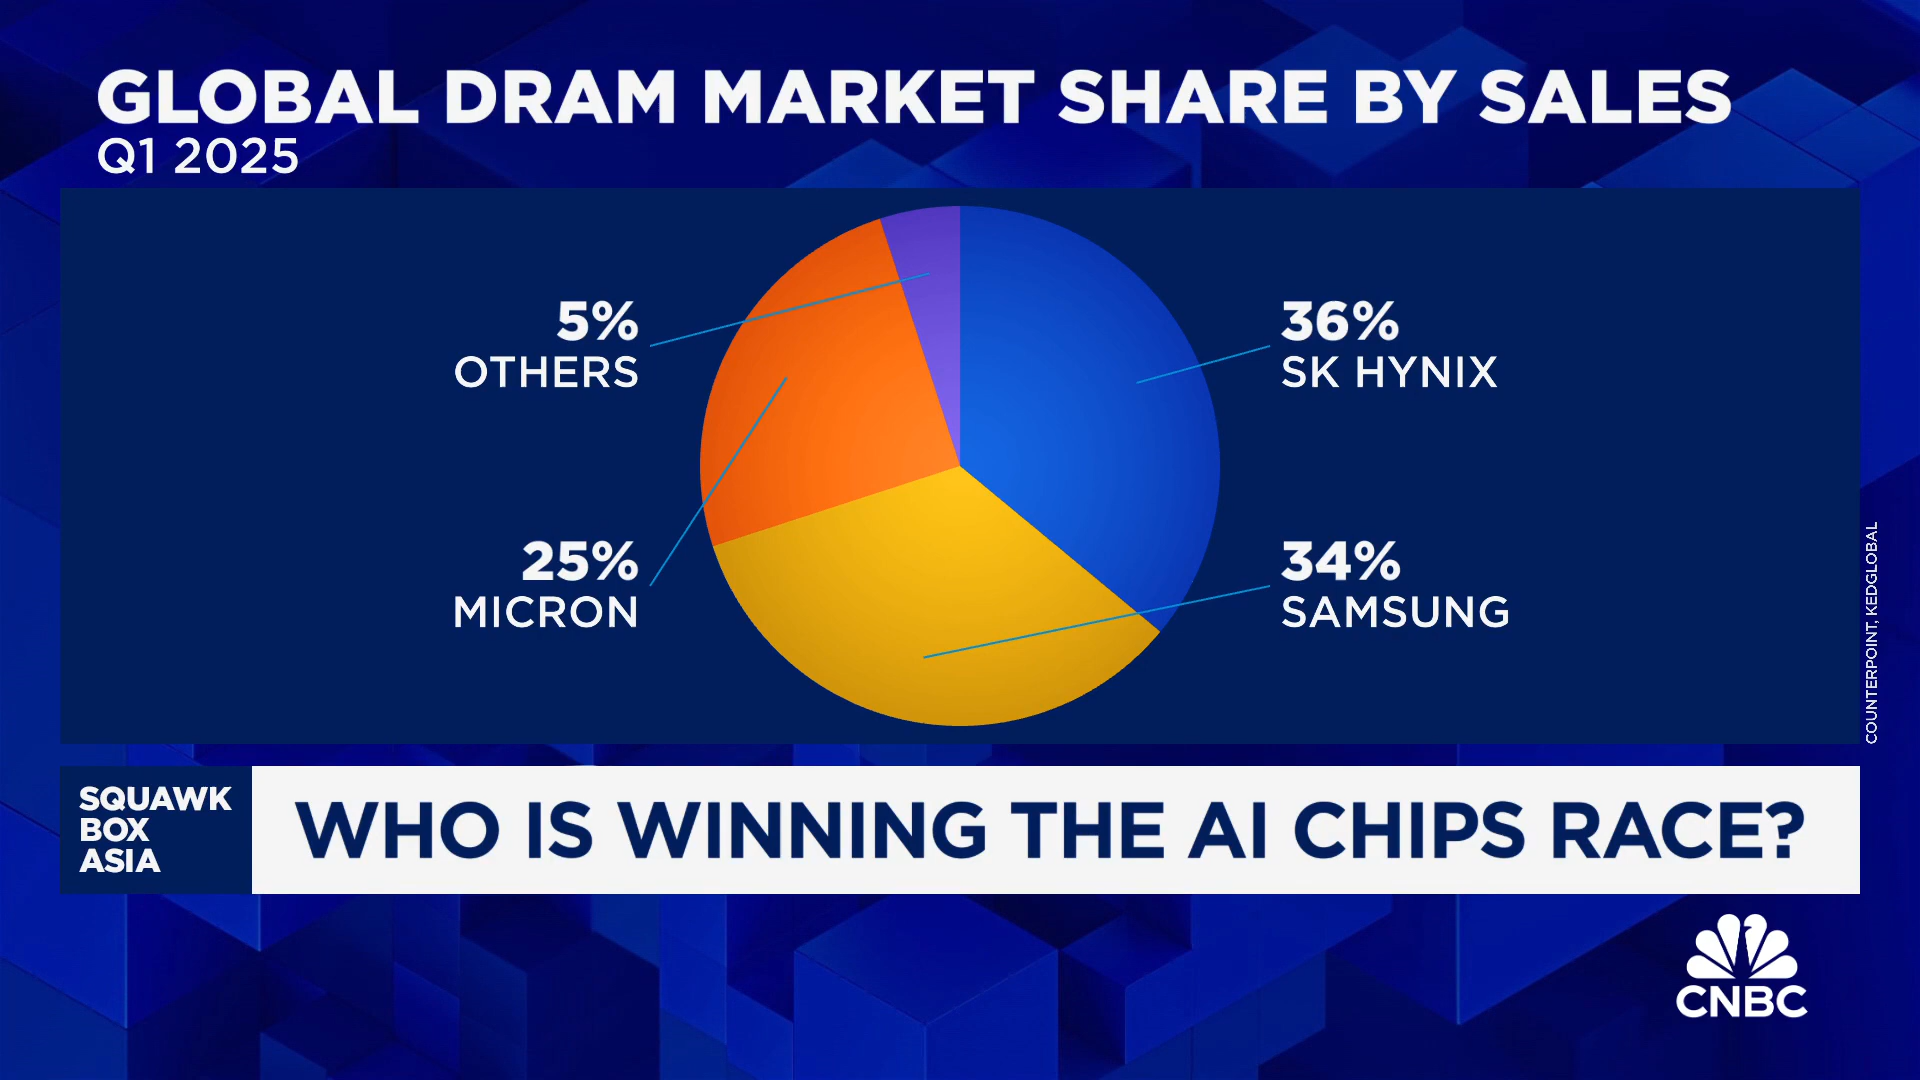 GLOBAL DRAM MARKET SHARE BY SALES
Q1 2025
5%
OTHERS
36%
SK HYNIX
25%
MICRON
34%
SAMSUNG
COUNTERPOINT, KEDGLOBAL
SQUAWK
BOX
ASIA
WHO IS WINNING THE AI CHIPS RACE?
CNBC